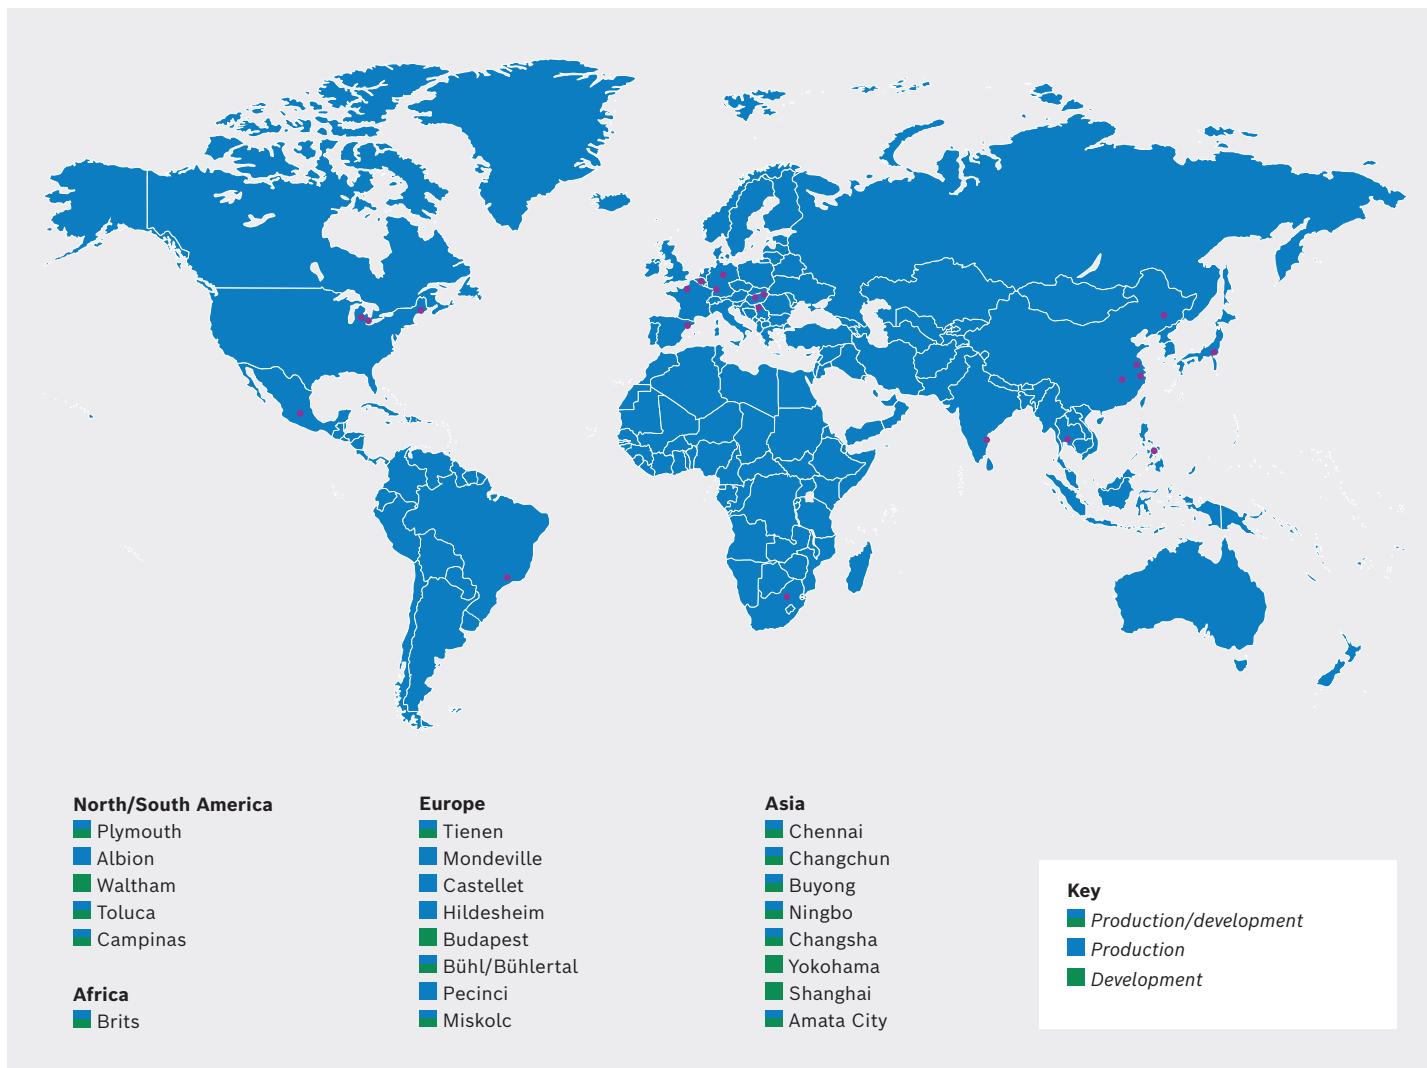 North/South America
Plymouth
Albion
Waltham
Toluca
Campinas
Africa
Brits
Europe
Tienen
Mondeville
Castellet
Hildesheim
Budapest
Bühl/Bühlertal
Pecinci
Miskolc
Asia
Chennai
Changchun
Buyong
Ningbo
Changsha
Yokohama
Shanghai
Amata City
Key
Production/development
Production
Development